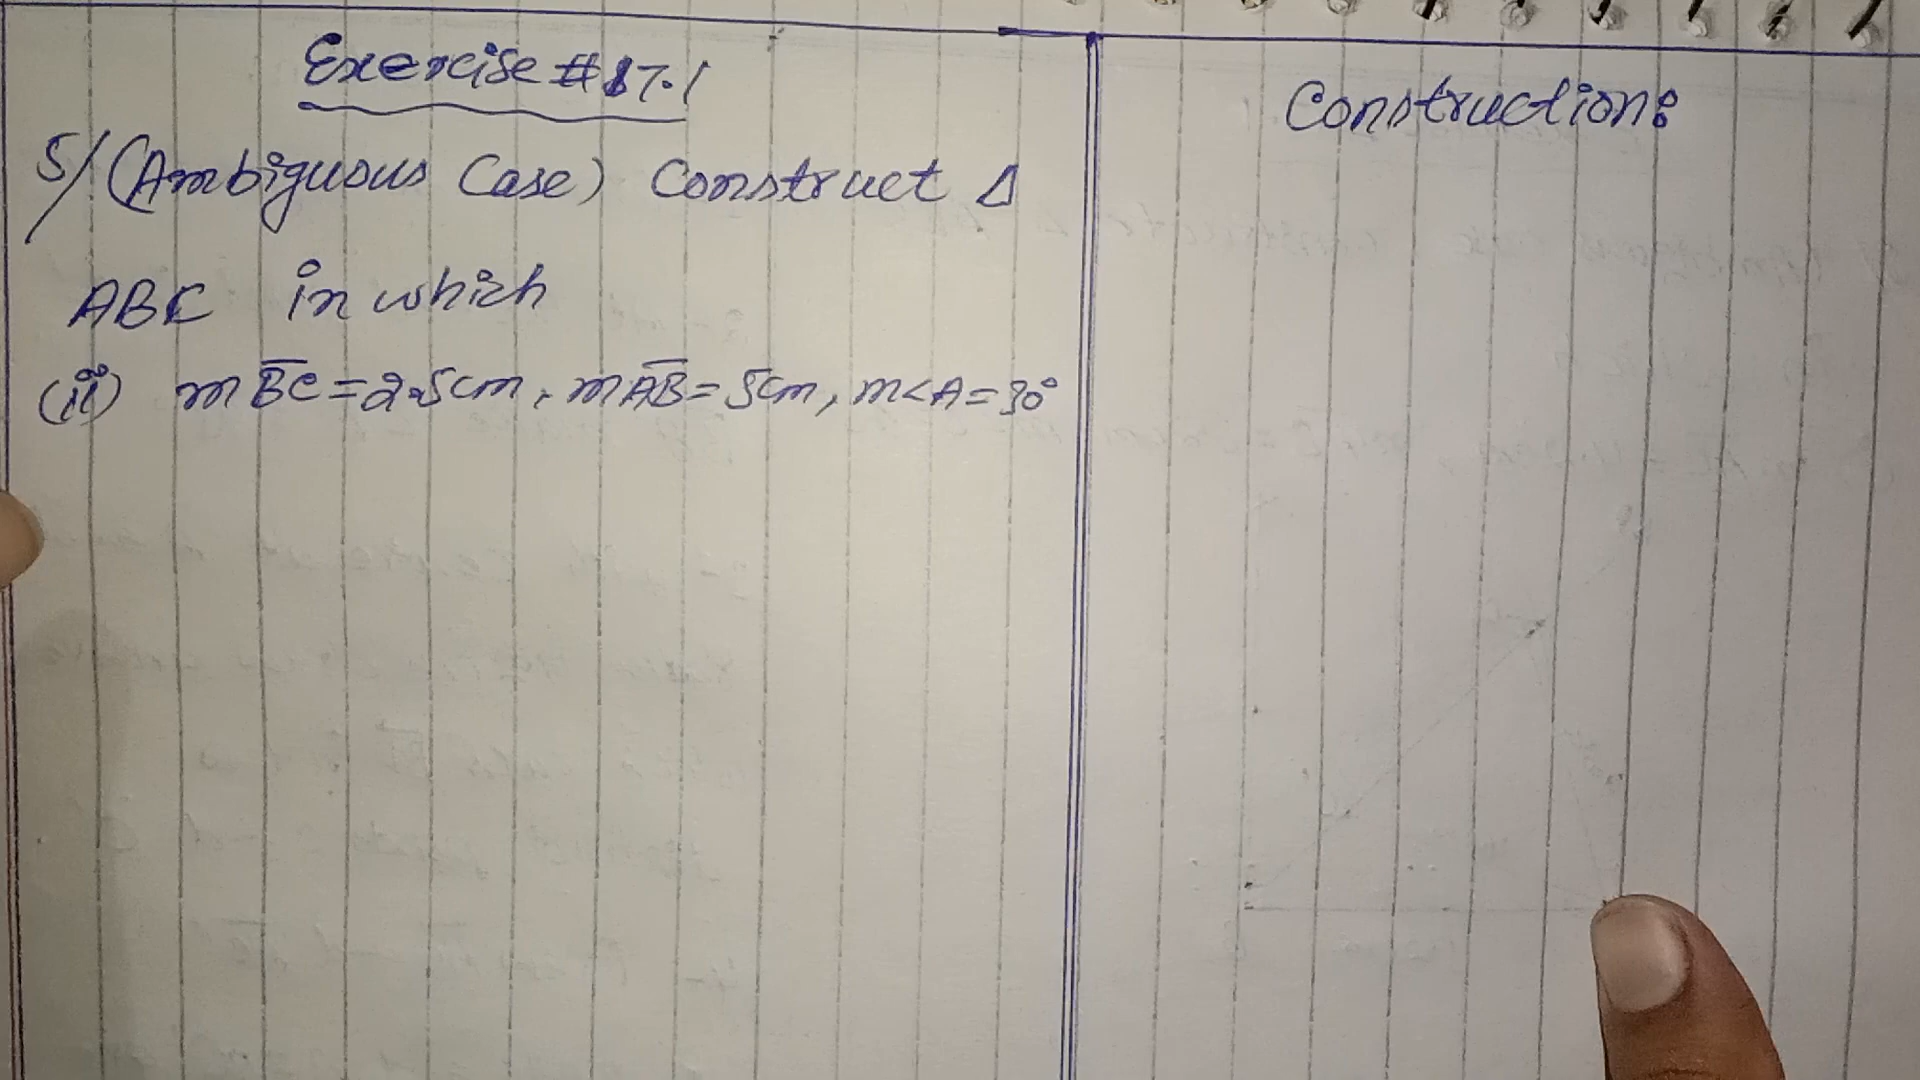 Exercise #17.1
5/ (Ambiguous Case) Construct Δ
ABC in which
(ii) mBC̅=2.5cm, mAB̅=5cm, m<A=30°
Construction: